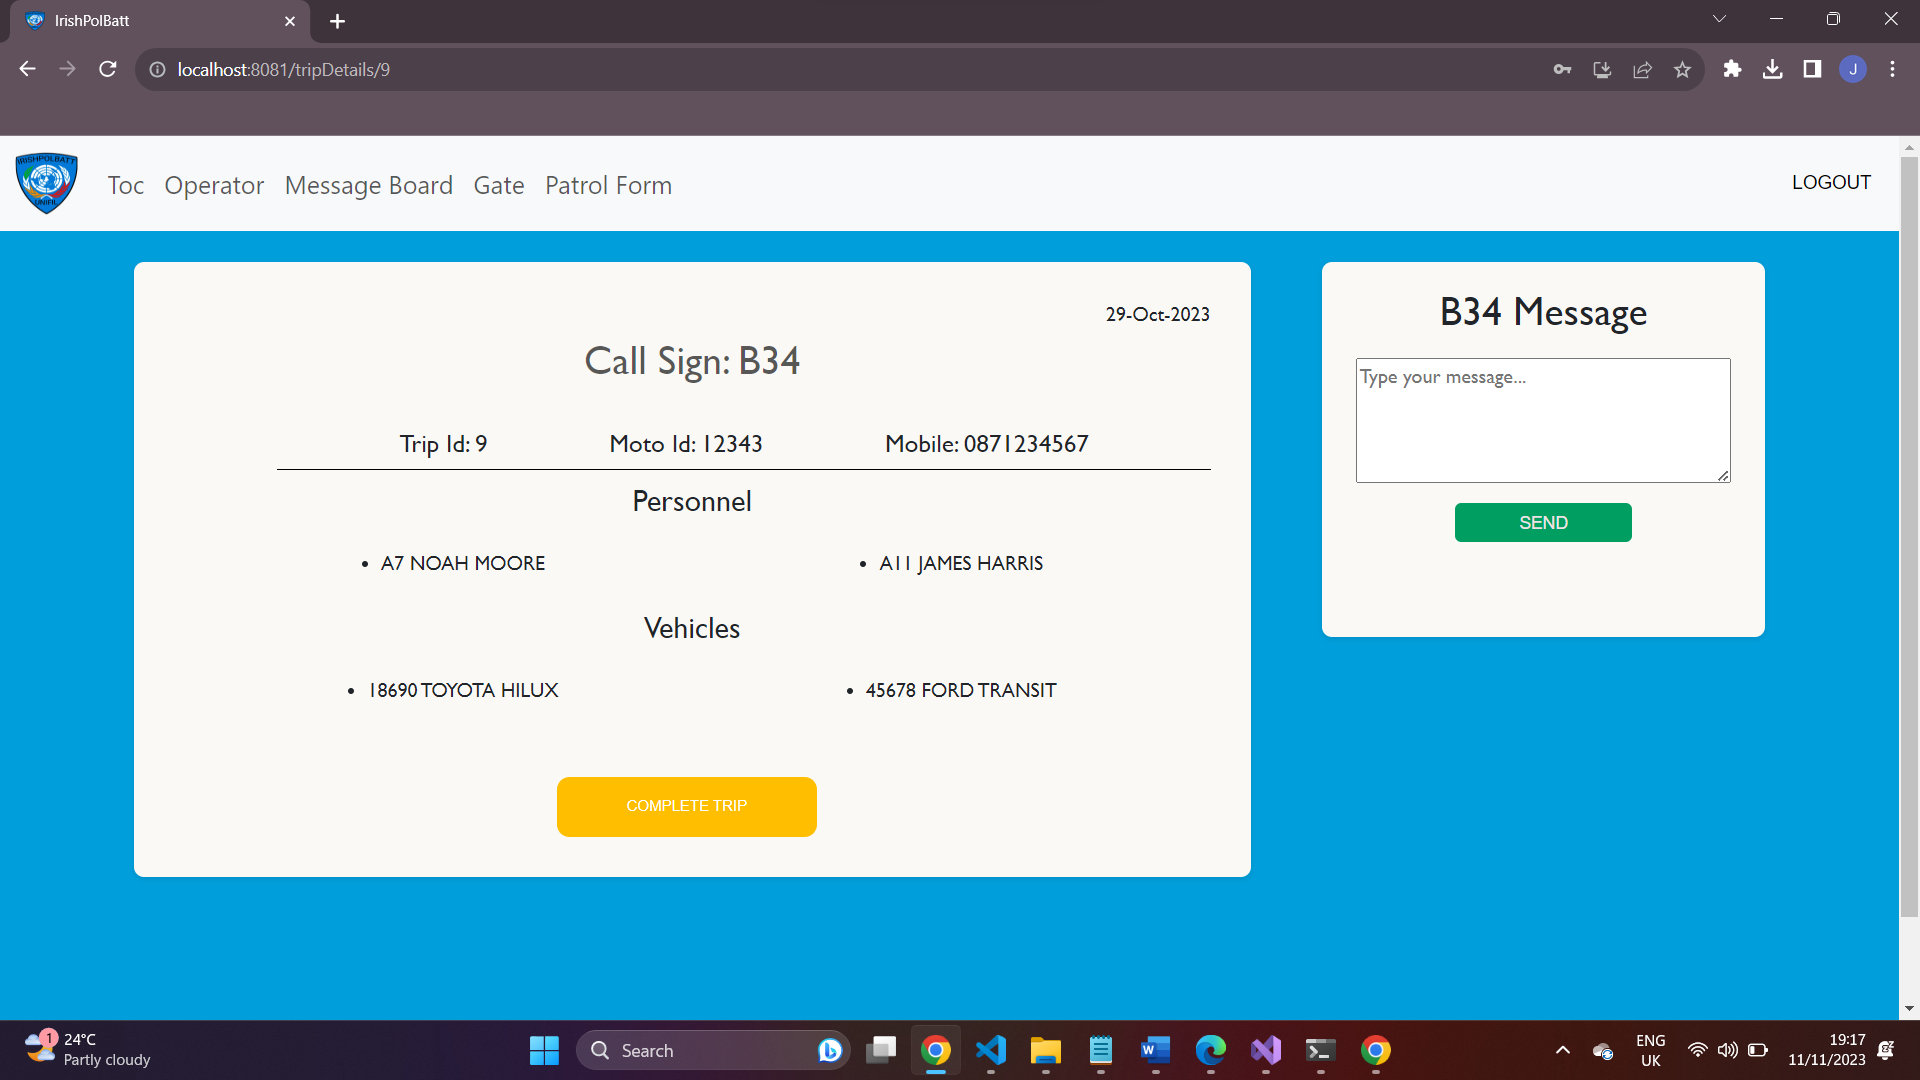 IrishPolBatt
localhost:8081/tripDetails/9
J
IRISHPOLBATT
UNIFIL
Toc Operator Message Board Gate Patrol Form
LOGOUT
29-Oct-2023
Call Sign: B34
Trip Id: 9 Moto Id: 12343 Mobile: 0871234567
Personnel
• A7 NOAH MOORE • A11 JAMES HARRIS
Vehicles
• 18690 TOYOTA HILUX • 45678 FORD TRANSIT
COMPLETE TRIP
B34 Message
Type your message...
SEND
1
24°C
Partly cloudy
Search
W
ENG
UK
19:17
11/11/2023